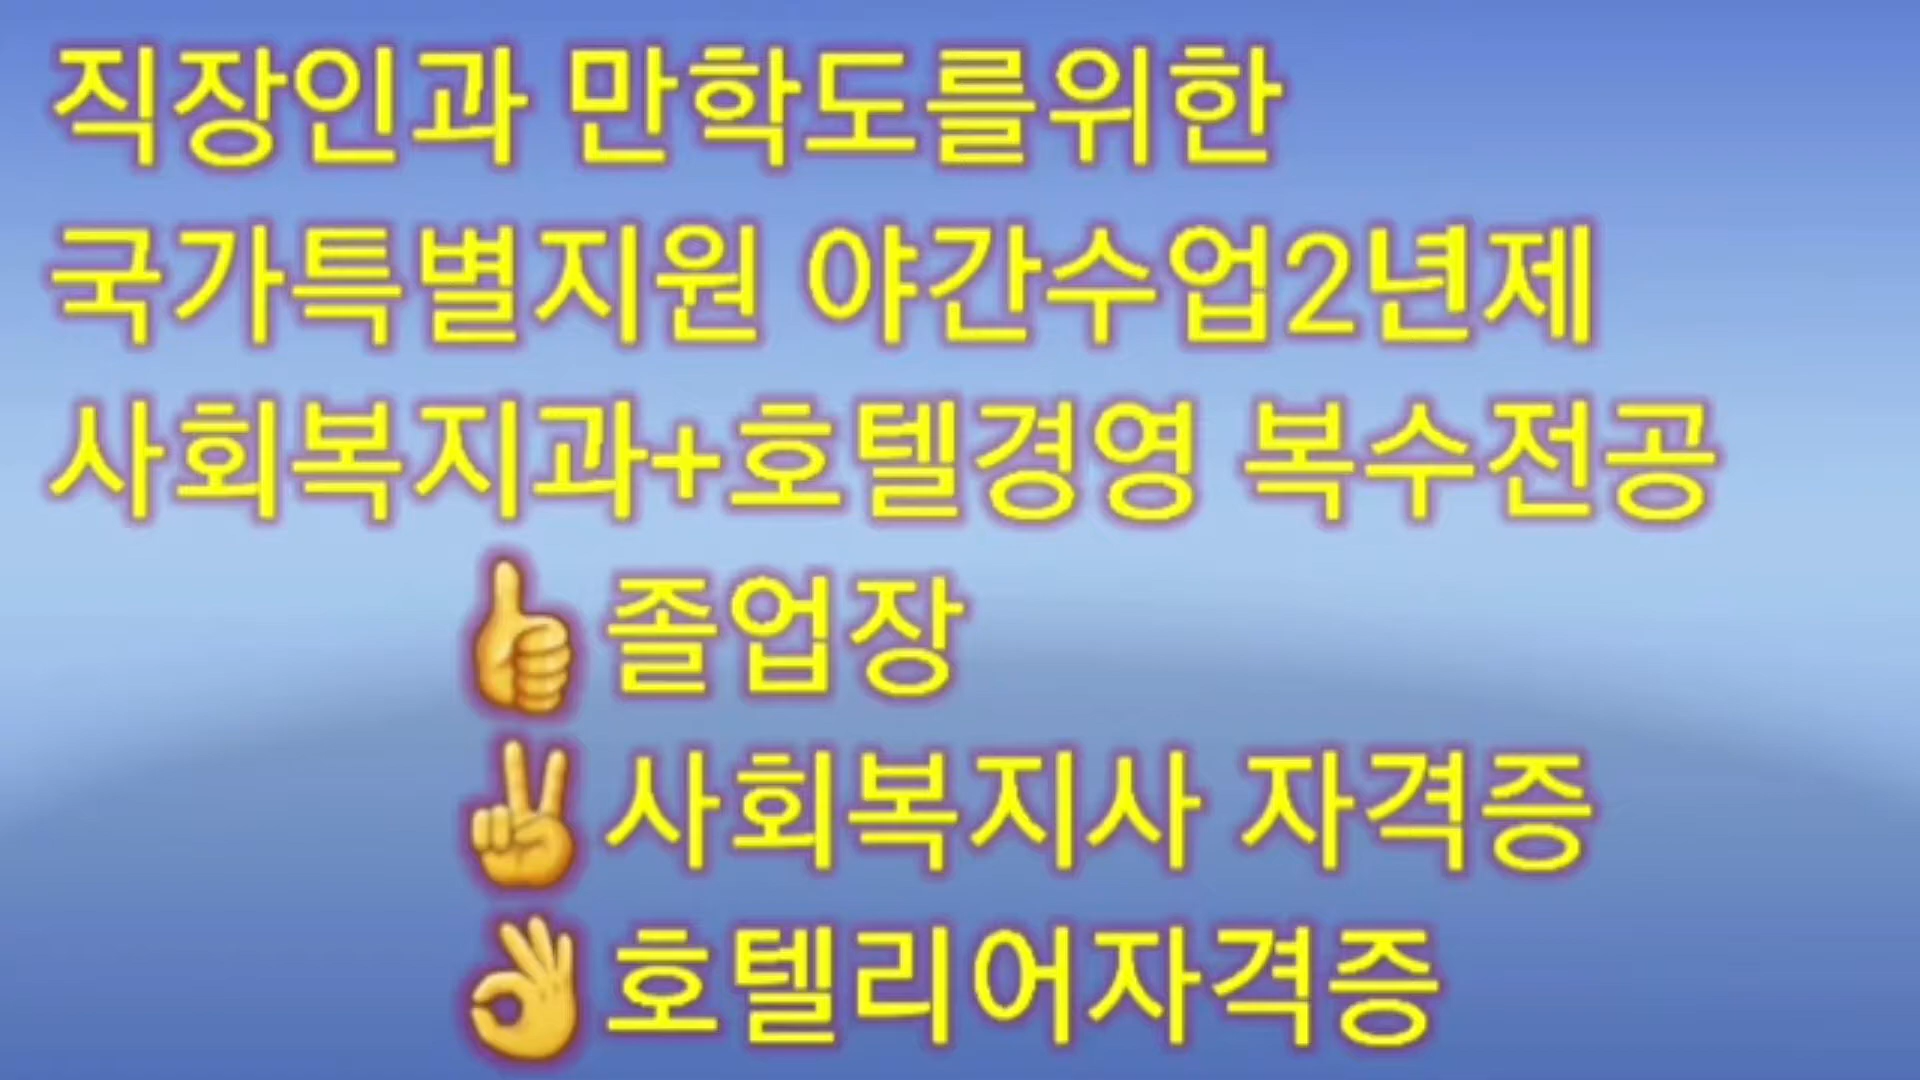 직장인과 만학도를위한
국가특별지원 야간수업2년제
사회복지과+호텔경영 복수전공
👍졸업장
✌사회복지사 자격증
👌호텔리어자격증